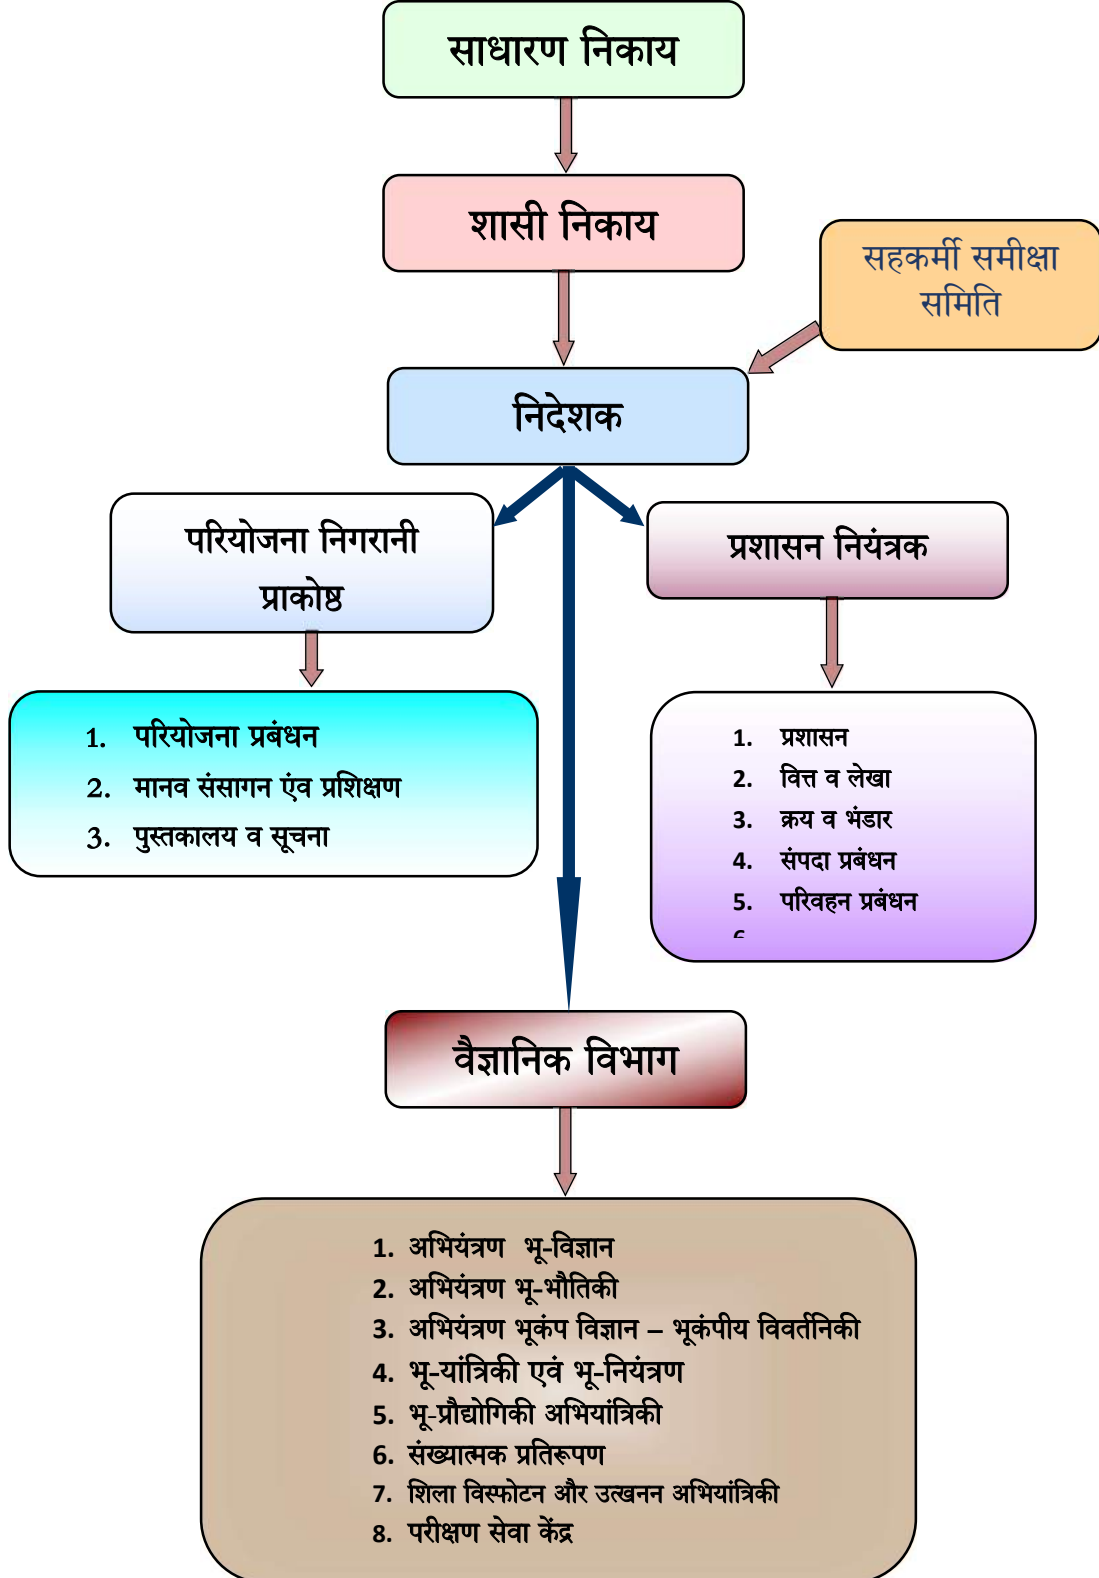 साधारण निकाय
शासी निकाय
सहकर्मी समीक्षा
समिति
निदेशक
परियोजना निगरानी
प्राकोष्ठ
प्रशासन नियंत्रक
1. परियोजना प्रबंधन
2. मानव संसागन एंव प्रशिक्षण
3. पुस्तकालय व सूचना
1. प्रशासन
2. वित्त व लेखा
3. क्रय व भंडार
4. संपदा प्रबंधन
5. परिवहन प्रबंधन
वैज्ञानिक विभाग
1. अभियंत्रण भू-विज्ञान
2. अभियंत्रण भू-भौतिकी
3. अभियंत्रण भूकंप विज्ञान – भूकंपीय विवर्तनिकी
4. भू-यांत्रिकी एवं भू-नियंत्रण
5. भू-प्रौद्योगिकी अभियांत्रिकी
6. संख्यात्मक प्रतिरूपण
7. शिला विस्फोटन और उत्खनन अभियांत्रिकी
8. परीक्षण सेवा केंद्र